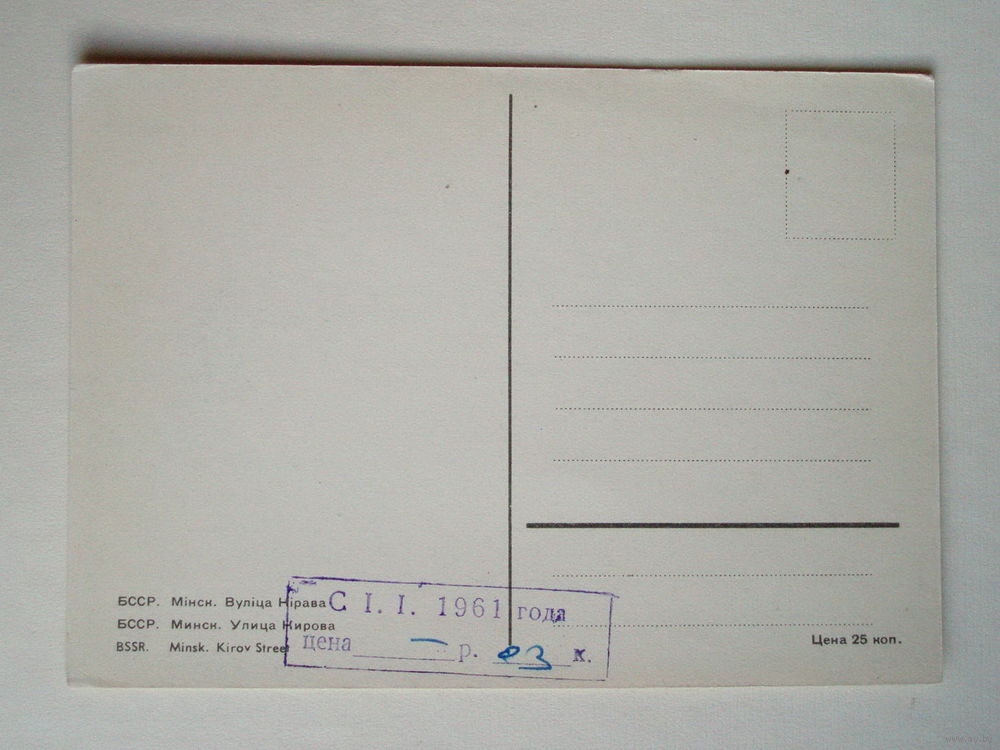 БССР. Мінск. Вуліца Кірава
БССР. Минск. Улица Кирова
BSSR. Minsk. Kirov Street
С I. I. 1961 года
цена — р. 03 к.
Цена 25 коп.